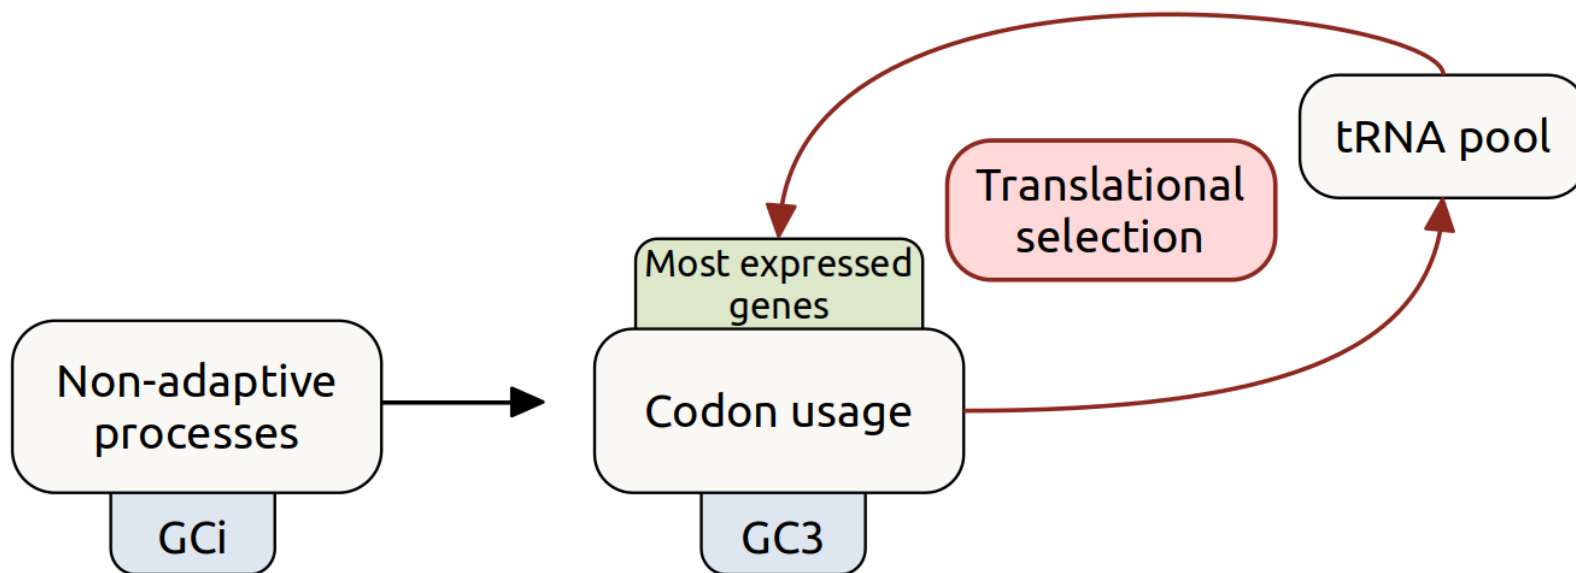 tRNA pool
Translational
selection
Most expressed
genes
Non-adaptive
processes
Codon usage
GCi
GC3